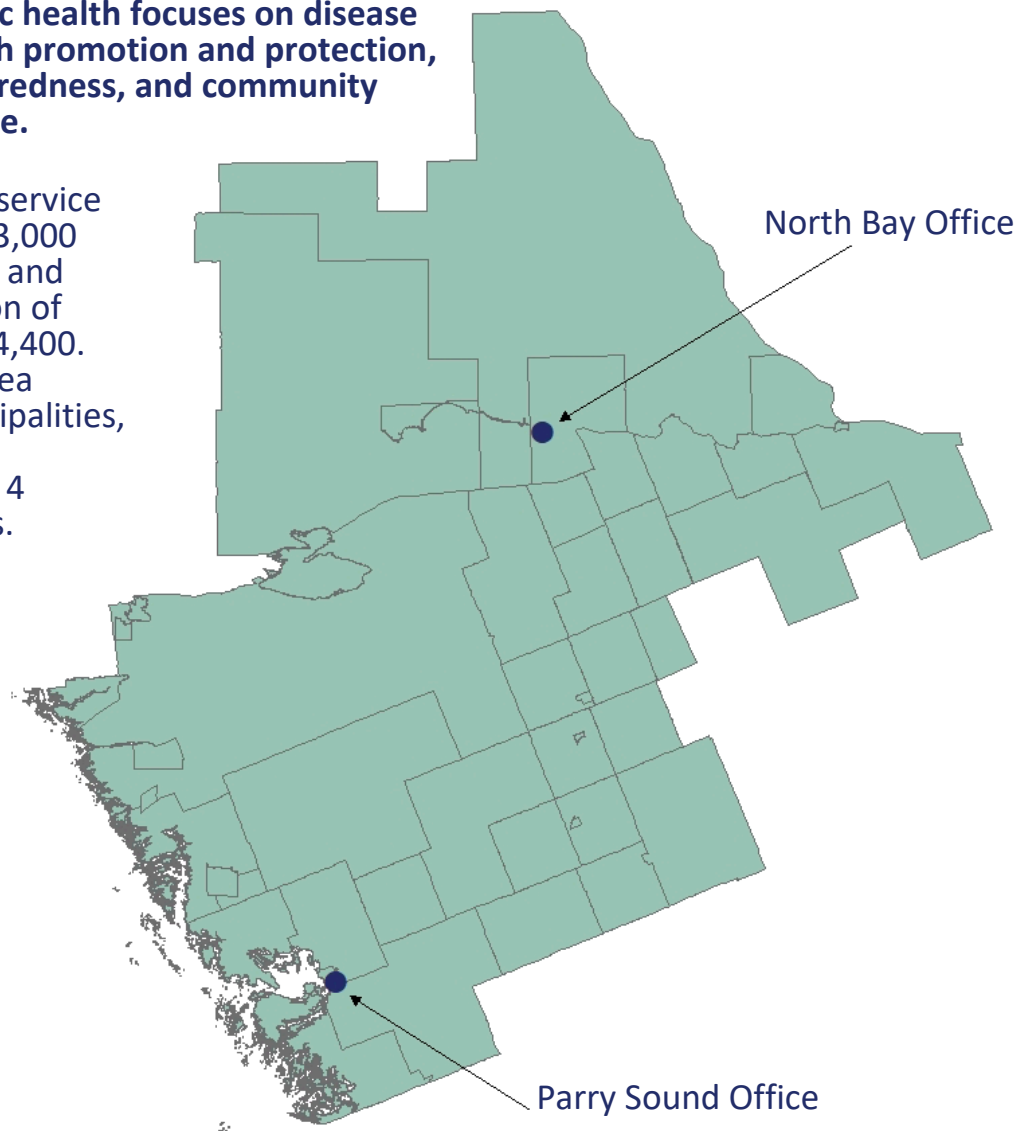 c health focuses on disease
h promotion and protection,
redness, and community
e.
service
3,000
and
on of
4,400.
ea
cipalities,
4
s.
North Bay Office
Parry Sound Office